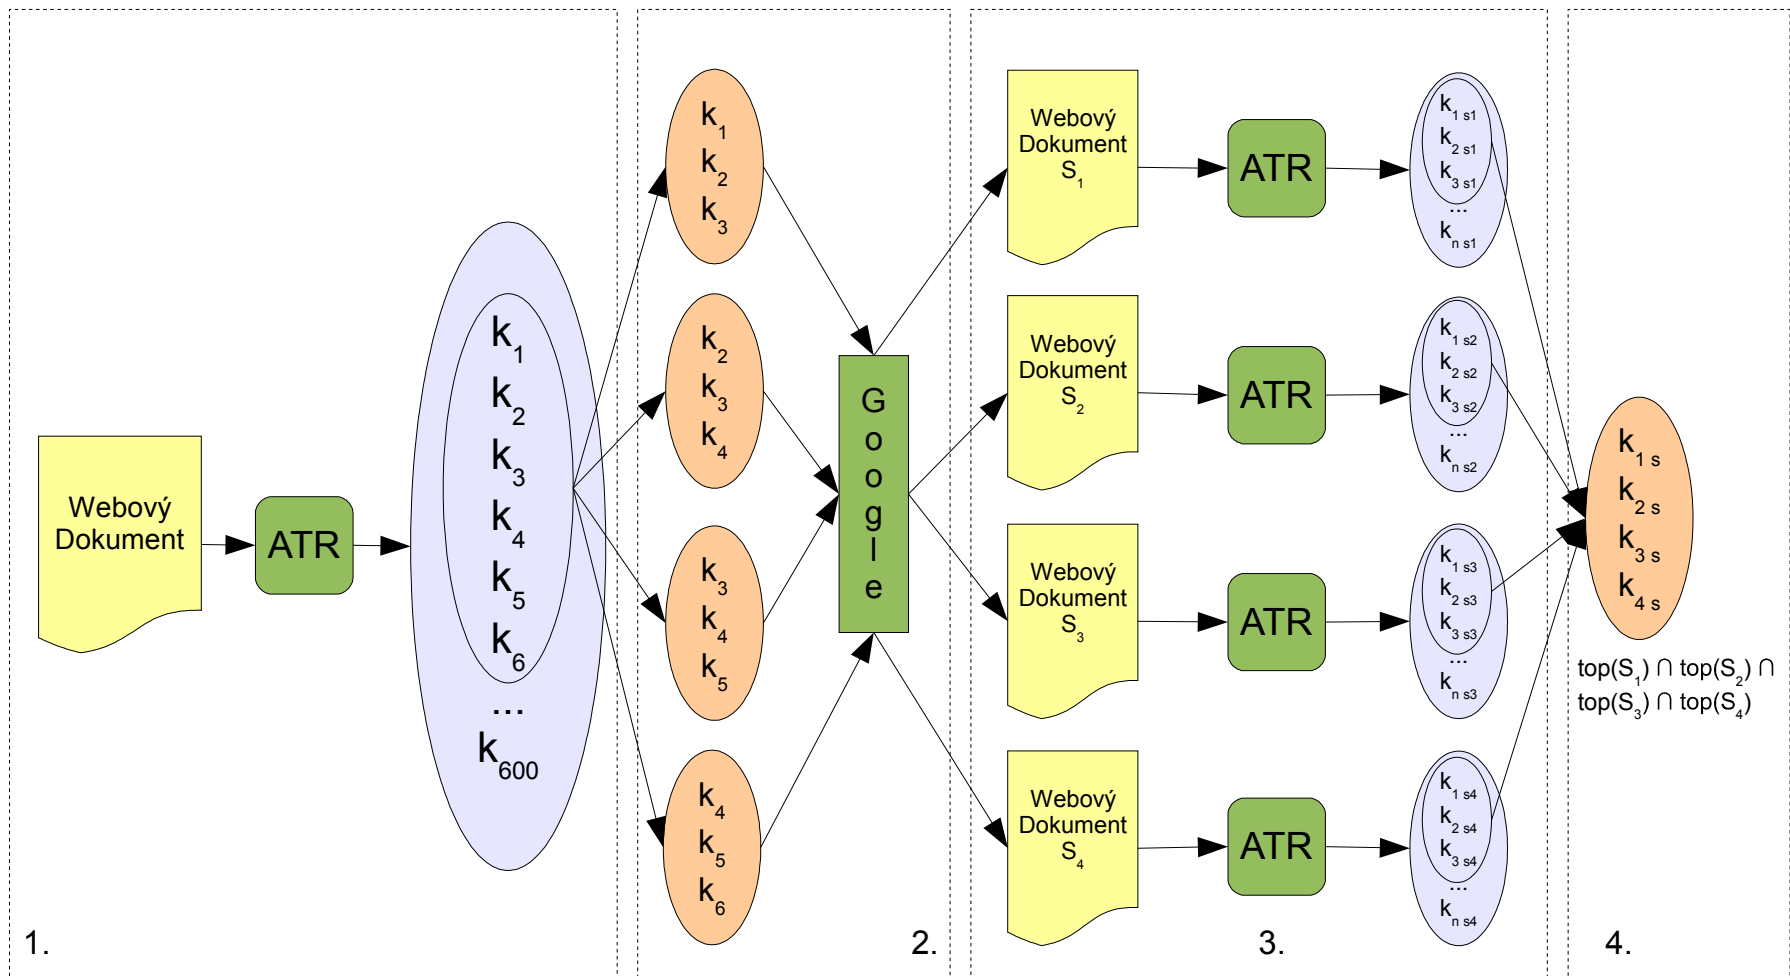 Webový
Dokument
ATR
k1
k2
k3
k4
k5
k6
...
k600
1.
k1
k2
k3
k2
k3
k4
k3
k4
k5
k4
k5
k6
G
o
o
g
l
e
2.
Webový
Dokument
S1
ATR
k1 s1
k2 s1
k3 s1
...
kn s1
Webový
Dokument
S2
ATR
k1 s2
k2 s2
k3 s2
...
kn s2
Webový
Dokument
S3
ATR
k1 s3
k2 s3
k3 s3
...
kn s3
Webový
Dokument
S4
ATR
k1 s4
k2 s4
k3 s4
...
kn s4
3.
k1 s
k2 s
k3 s
k4 s
top(S1) ∩ top(S2) ∩
top(S3) ∩ top(S4)
4.